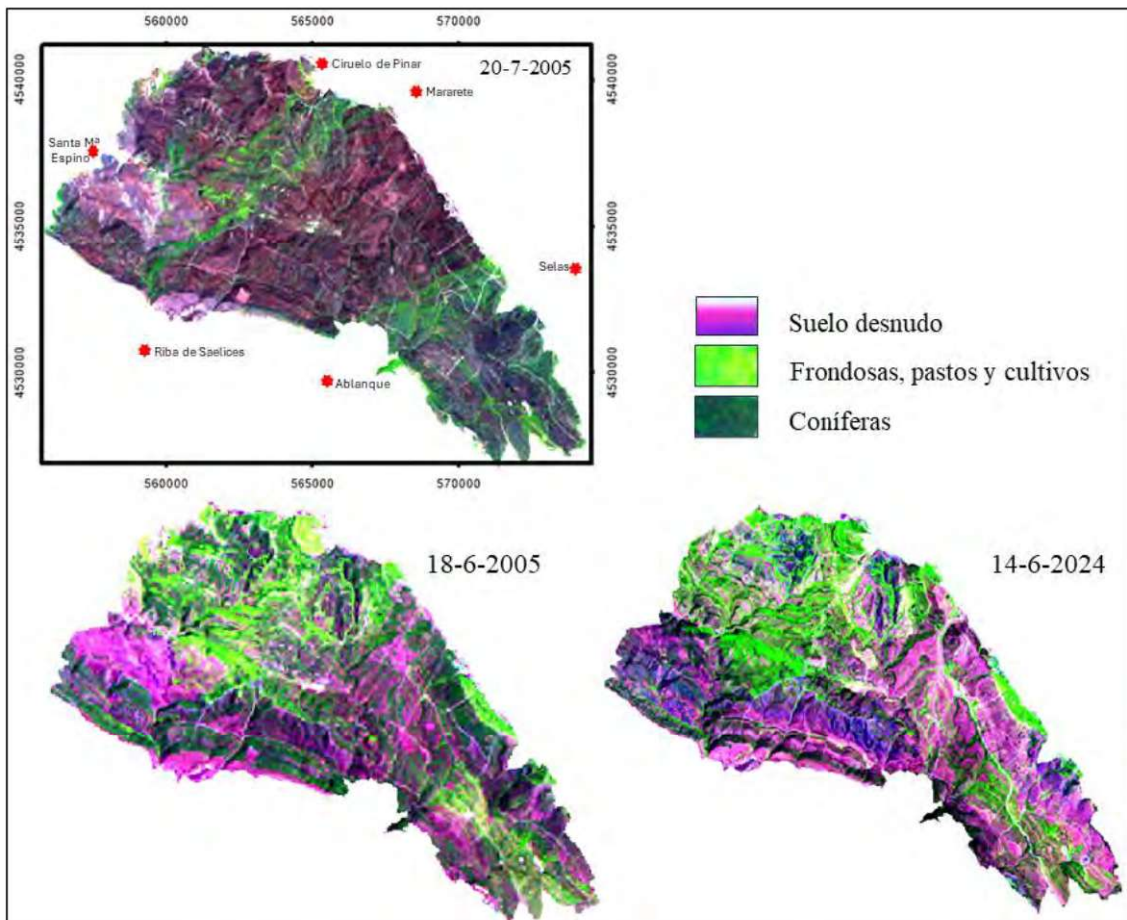 560000
565000
570000
4540000
4535000
4530000
20-7-2005
Ciruelo de Pinar
Mararete
Santa Mª
Espino
Selas
Riba de Saelices
Ablanque
4540000
4535000
4530000
560000
565000
570000
Suelo desnudo
Frondosas, pastos y cultivos
Coníferas
18-6-2005
14-6-2024